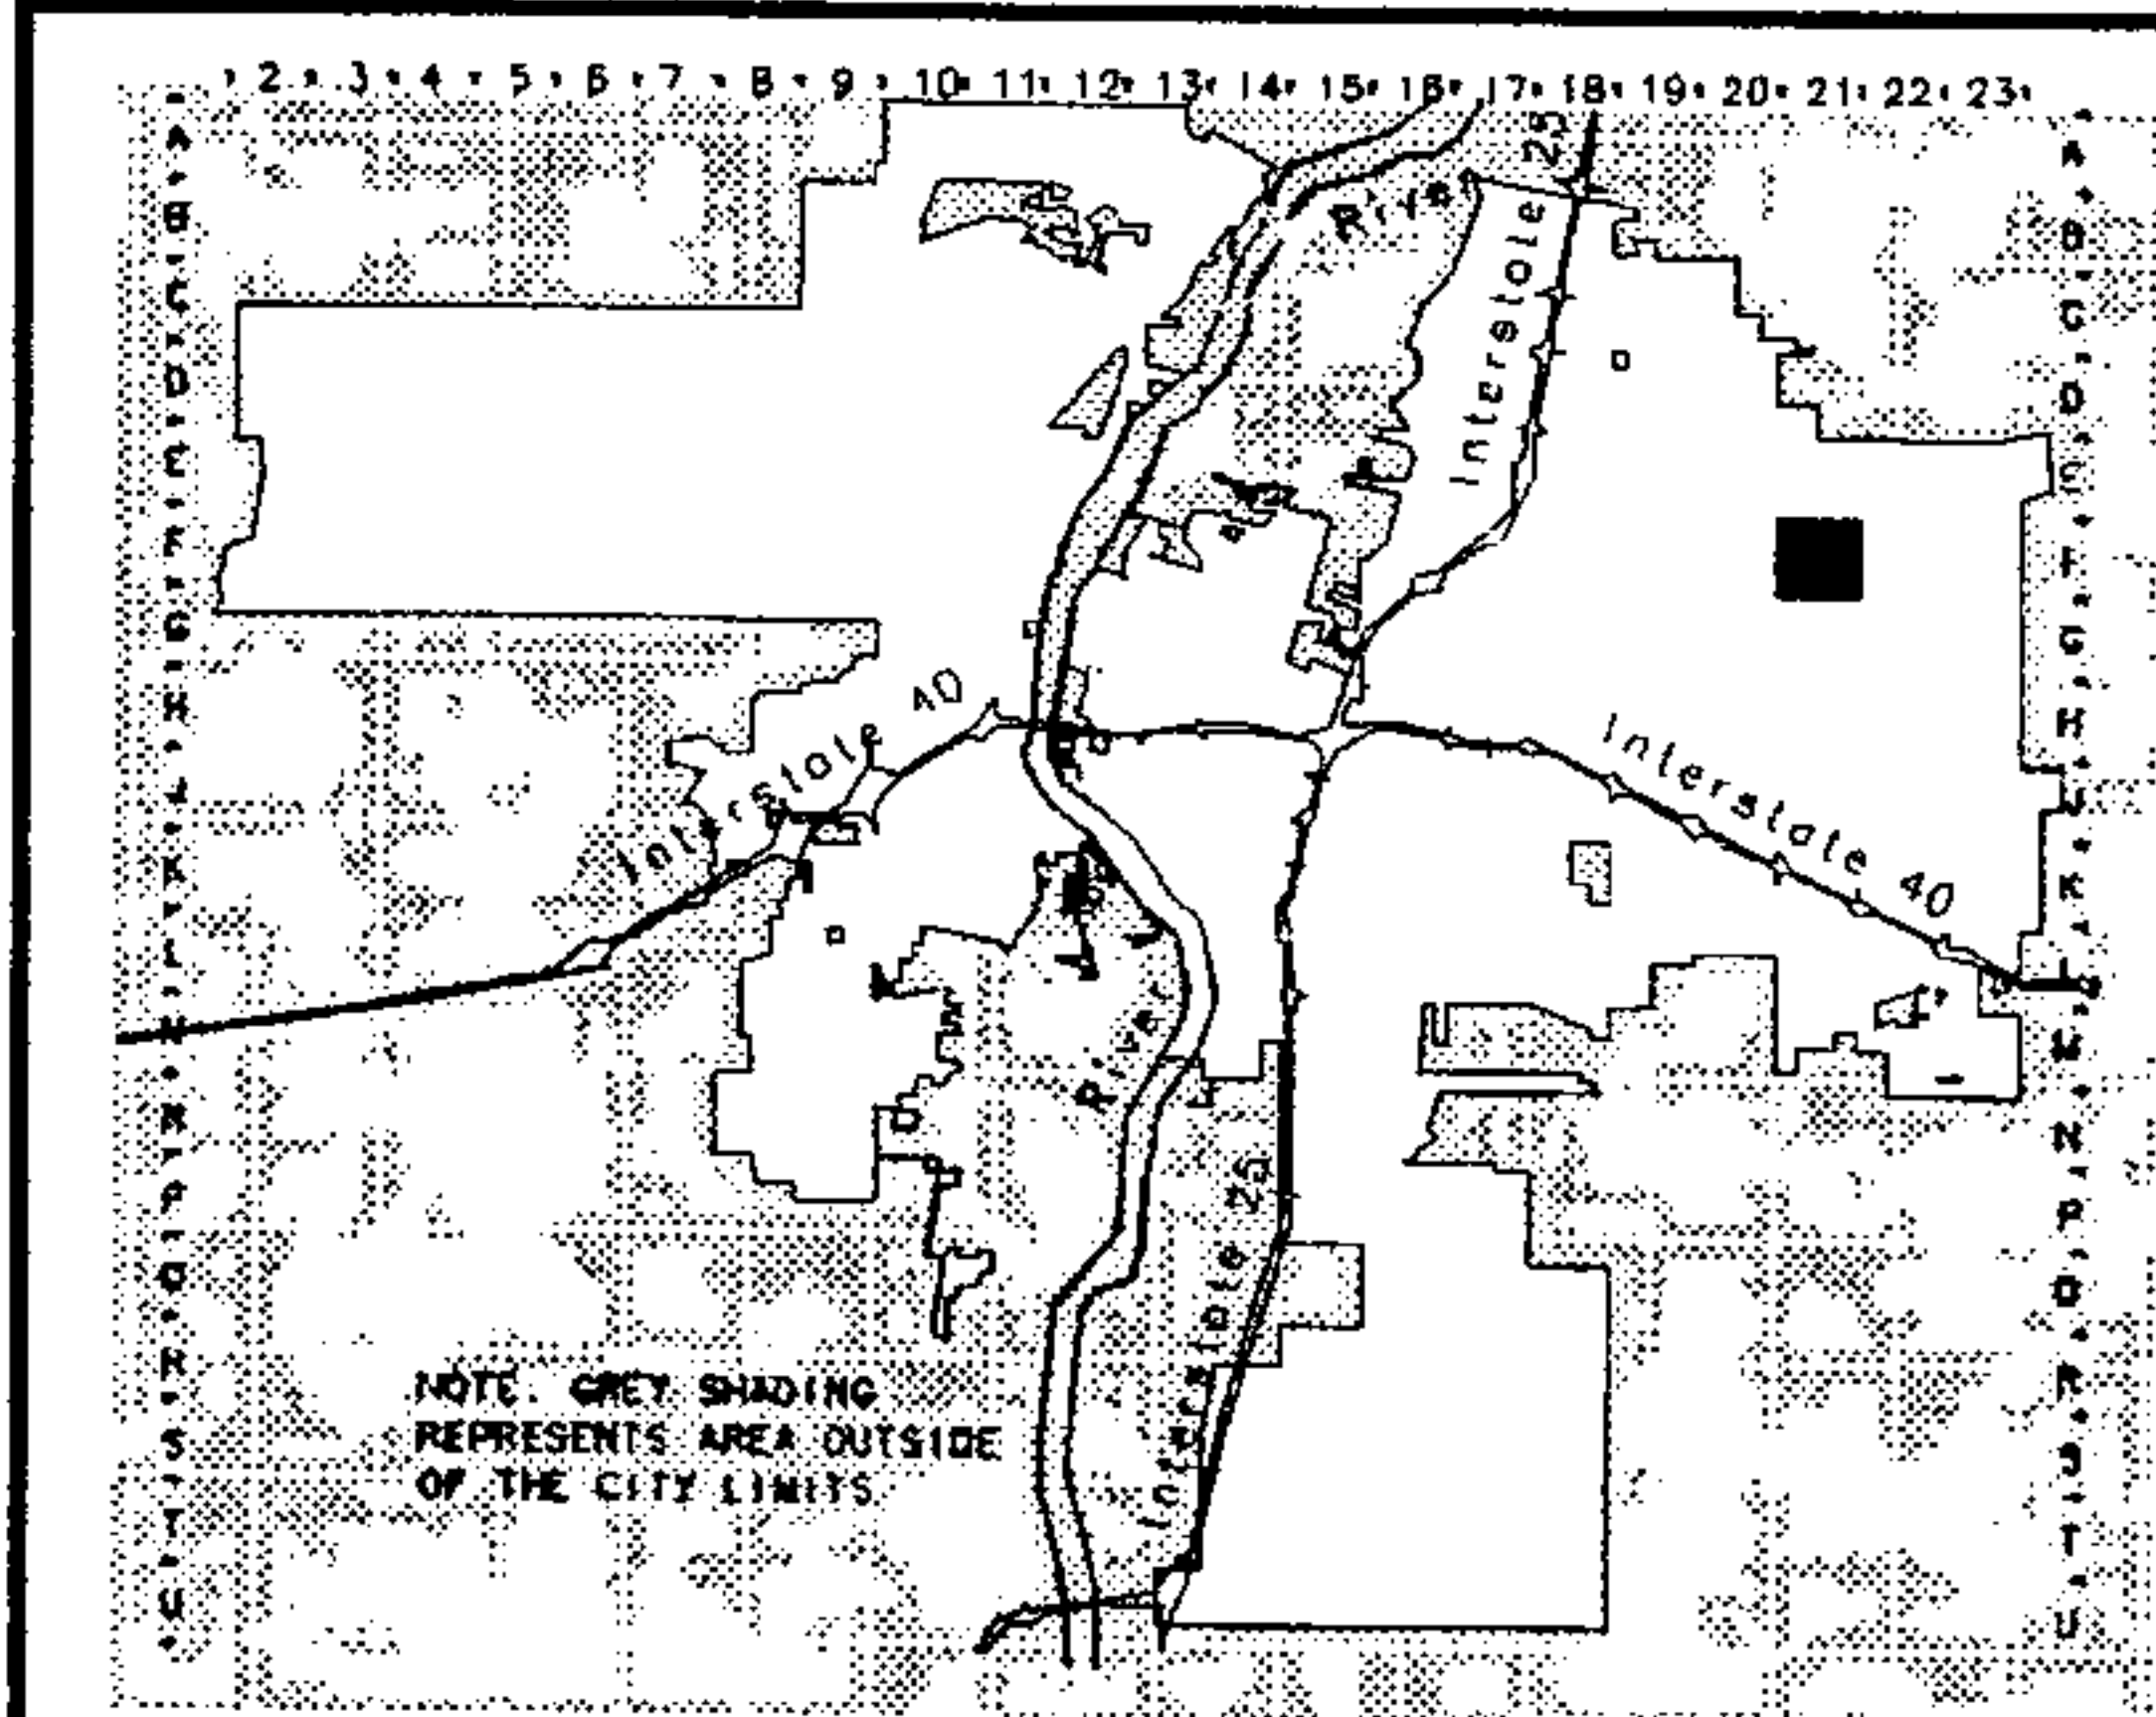 2 3 4 5 6 7 8 9 10 11 12 13 14 15 16 17 18 19 20 21 22 23
A A
B B
C C
D D
E E
F F
G G
H H
J J
K K
L L
M M
N N
P P
Q Q
R R
S S
T T
U U
River
Interstate 25
Interstate 40
Interstate 40
River
Interstate 25
NOTE: GREY SHADING
REPRESENTS AREA OUTSIDE
OF THE CITY LIMITS